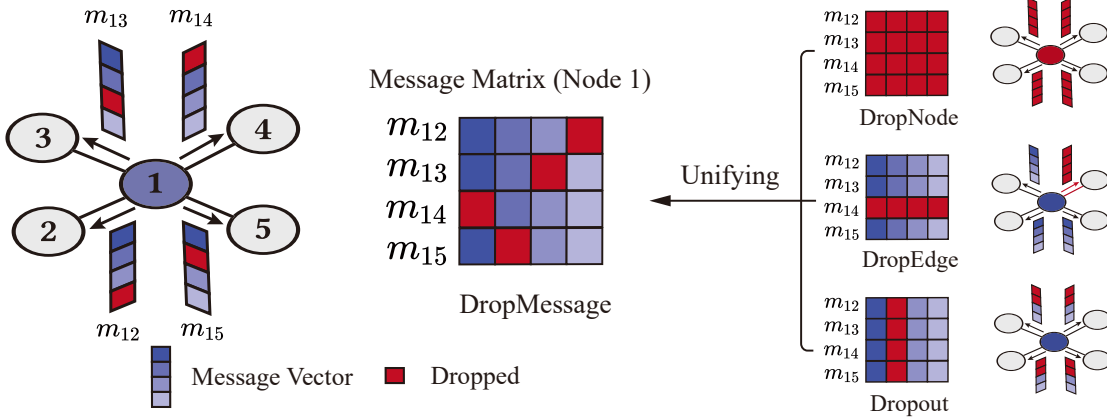 m13 m14
3 4
1
2 5
m12 m15
Message Vector Dropped
Message Matrix (Node 1)
m12
m13
m14
m15
DropMessage
Unifying
m12
m13
m14
m15
DropNode
m12
m13
m14
m15
DropEdge
m12
m13
m14
m15
Dropout